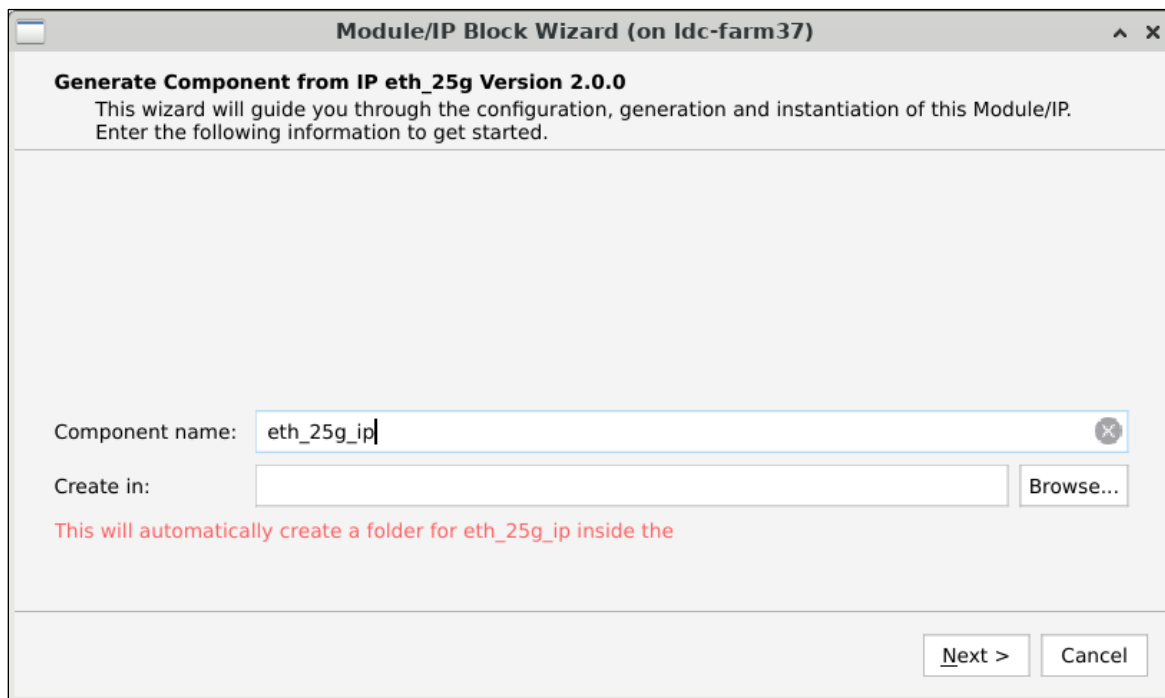 Module/IP Block Wizard (on ldc-farm37)
Generate Component from IP eth_25g Version 2.0.0
This wizard will guide you through the configuration, generation and instantiation of this Module/IP.
Enter the following information to get started.
Component name: eth_25g_ip
Create in: Browse...
This will automatically create a folder for eth_25g_ip inside the
Next > Cancel